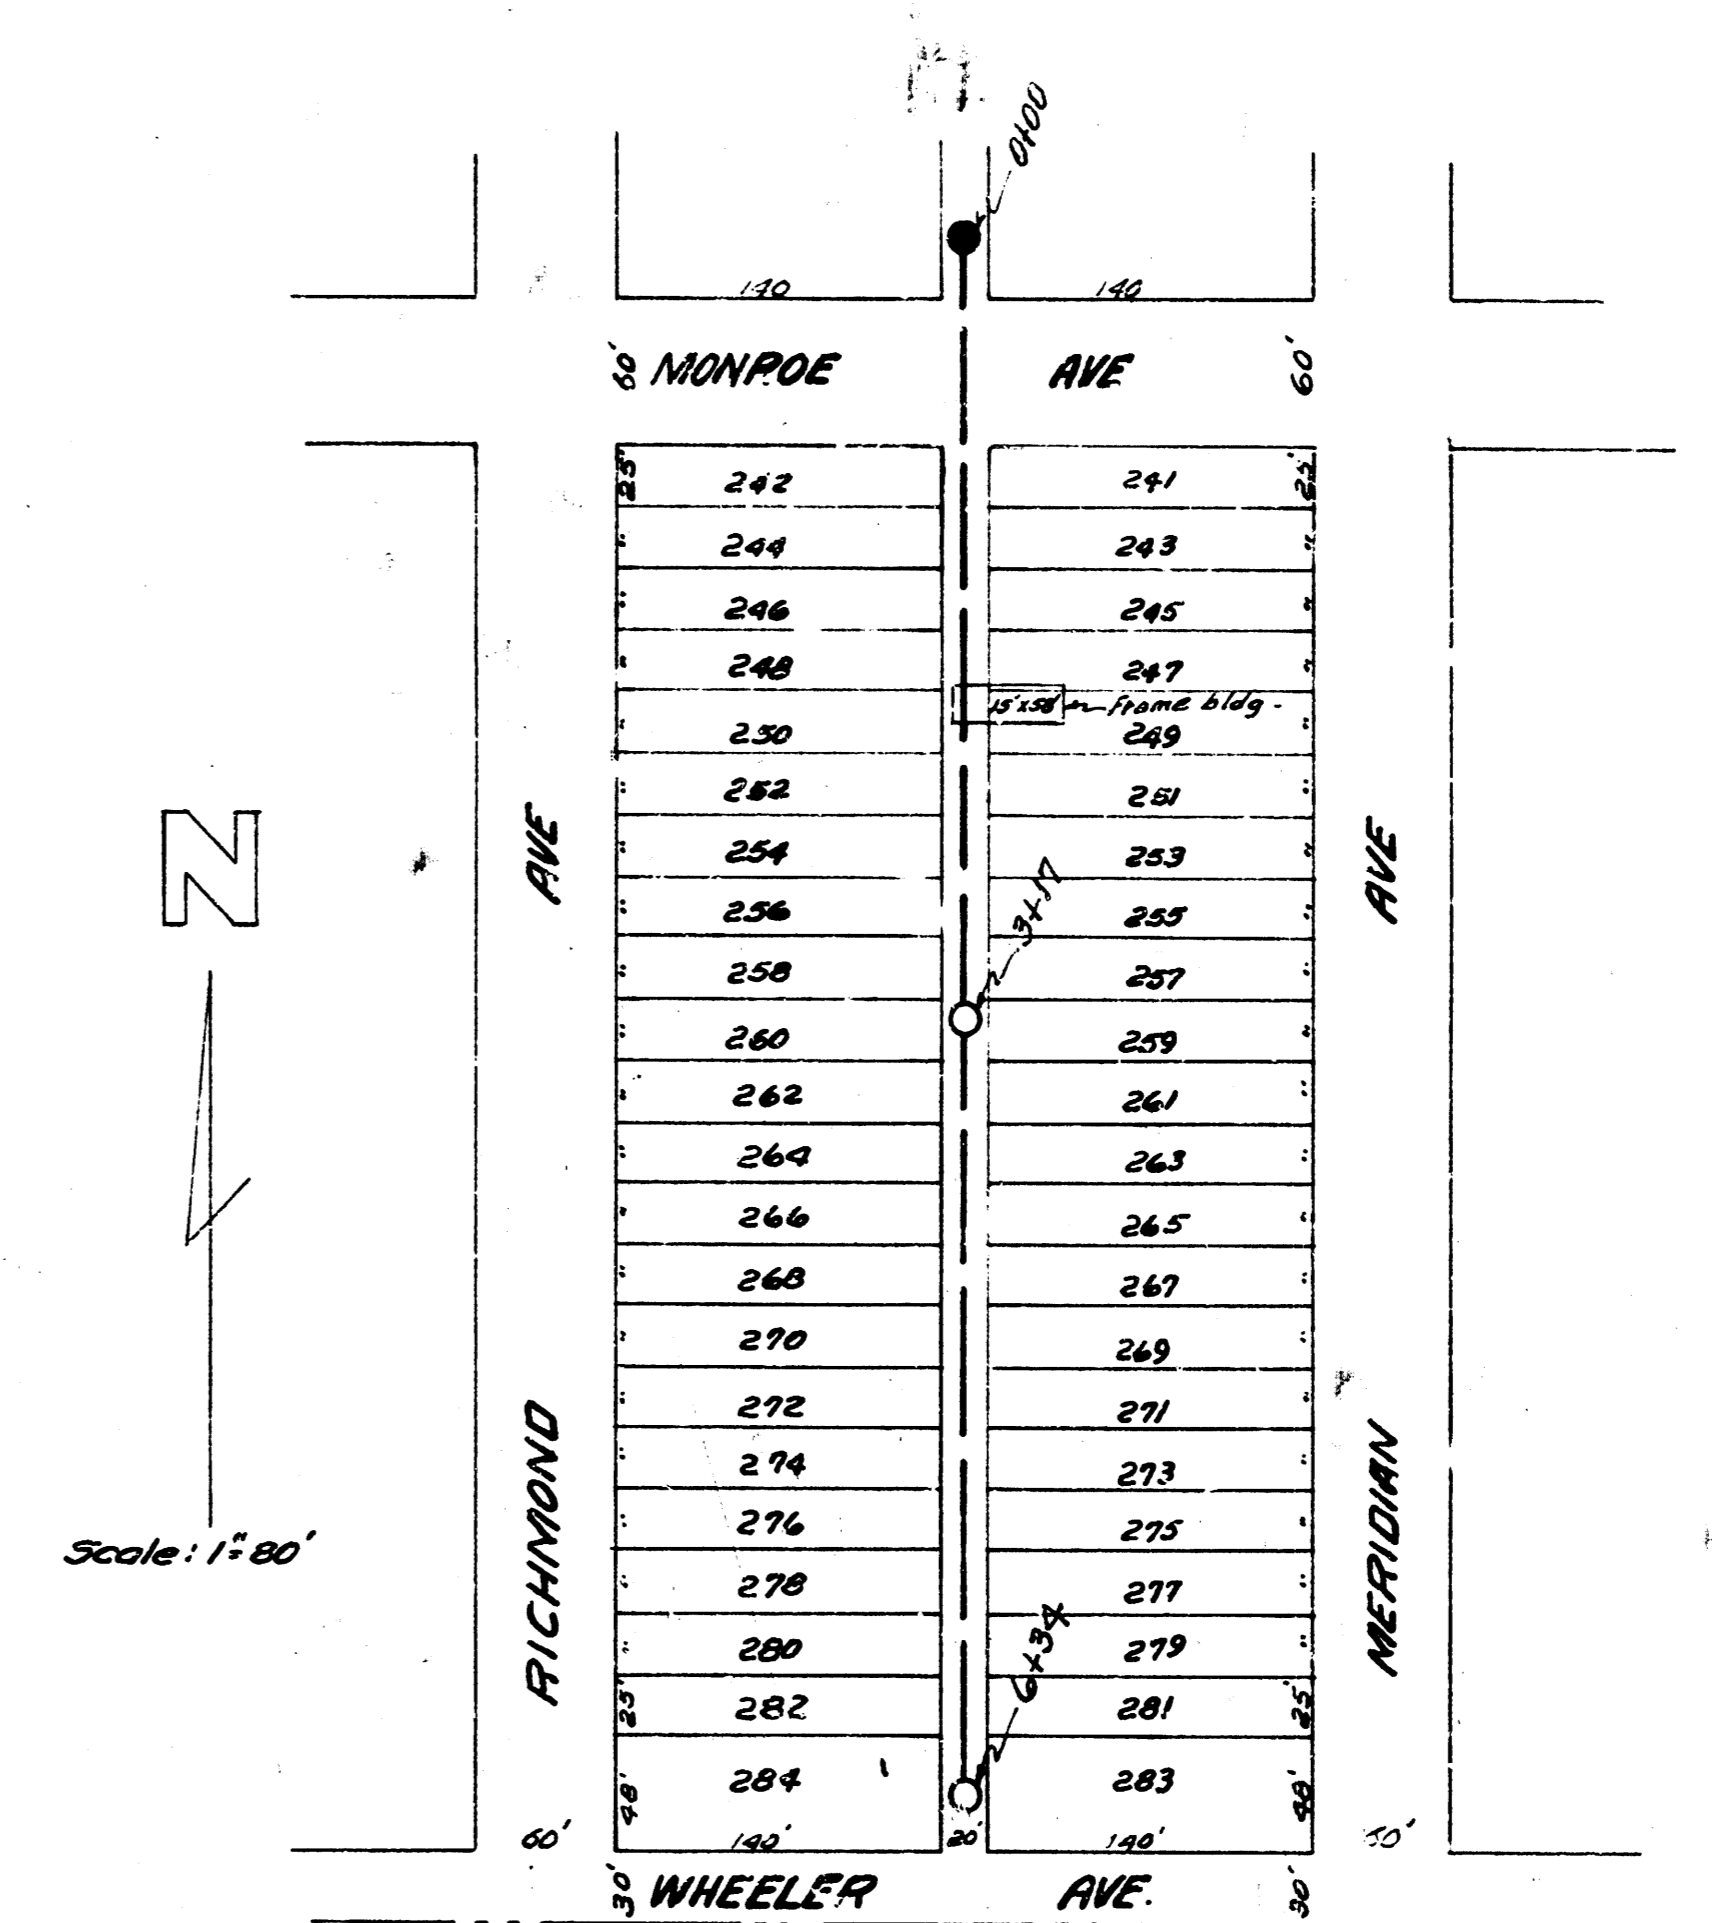 0+00
140 140
60' MONROE AVE 60'
25' 242 241 25'
" 244 243 "
" 246 245 "
" 248 247 "
15'x58' frame bldg -
" 250 249 "
" 252 251 "
" 254 253 "
N AVE AVE
" 256 255 "
3+17
" 258 257 "
" 260 259 "
" 262 261 "
" 264 263 "
" 266 265 "
" 268 267 "
" 270 269 "
" 272 271 "
" 274 273 "
" 276 275 "
Scale: 1"=80'
RICHMOND MERIDIAN
" 278 277 "
" 280 279 "
6+34
25' 282 281 25'
48' 284 283 48'
60' 140' 20' 140'
30' WHEELER AVE. 30'